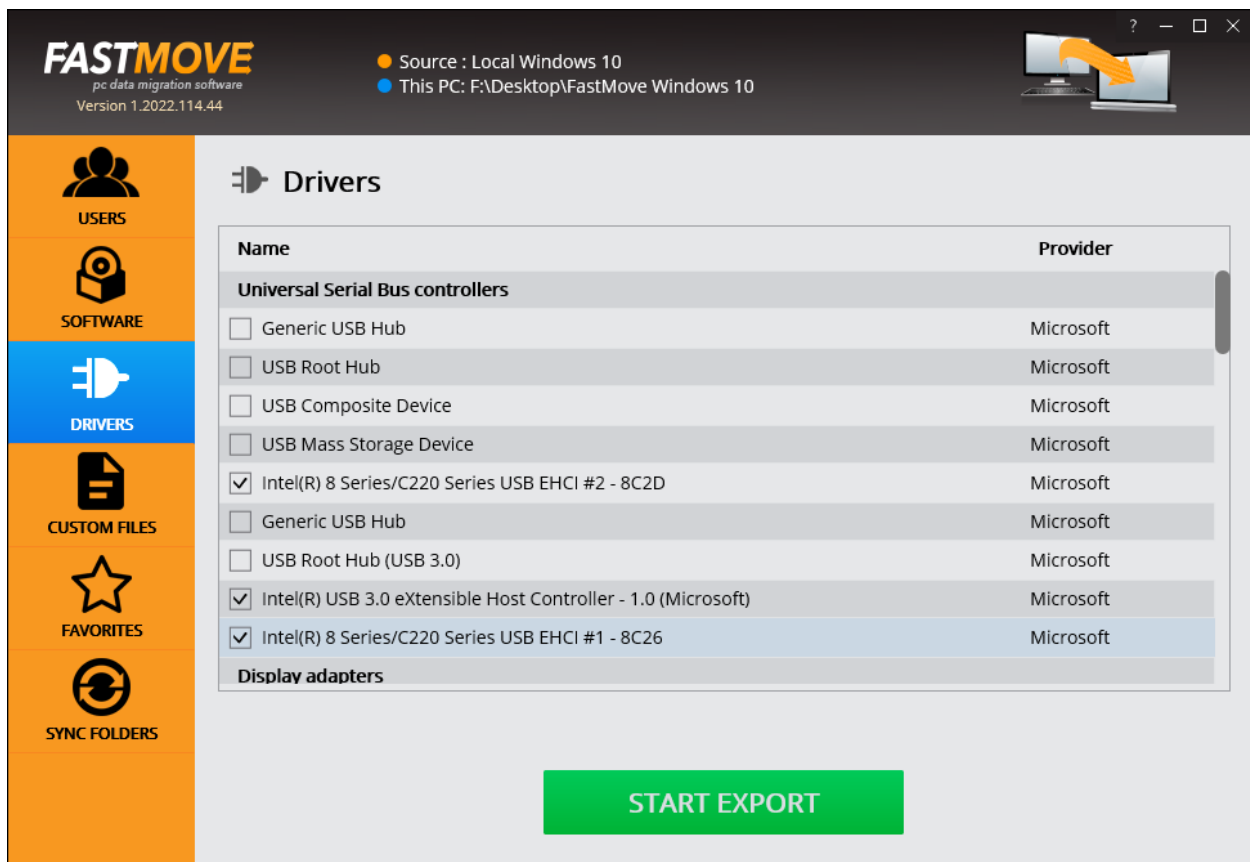 FASTMOVE
pc data migration software
Version 1.2022.114.44
Source : Local Windows 10
This PC: F:\Desktop\FastMove Windows 10
?
USERS
SOFTWARE
DRIVERS
CUSTOM FILES
FAVORITES
SYNC FOLDERS
Drivers
Name Provider
Universal Serial Bus controllers
Generic USB Hub Microsoft
USB Root Hub Microsoft
USB Composite Device Microsoft
USB Mass Storage Device Microsoft
Intel(R) 8 Series/C220 Series USB EHCI #2 - 8C2D Microsoft
Generic USB Hub Microsoft
USB Root Hub (USB 3.0) Microsoft
Intel(R) USB 3.0 eXtensible Host Controller - 1.0 (Microsoft) Microsoft
Intel(R) 8 Series/C220 Series USB EHCI #1 - 8C26 Microsoft
Display adapters
START EXPORT